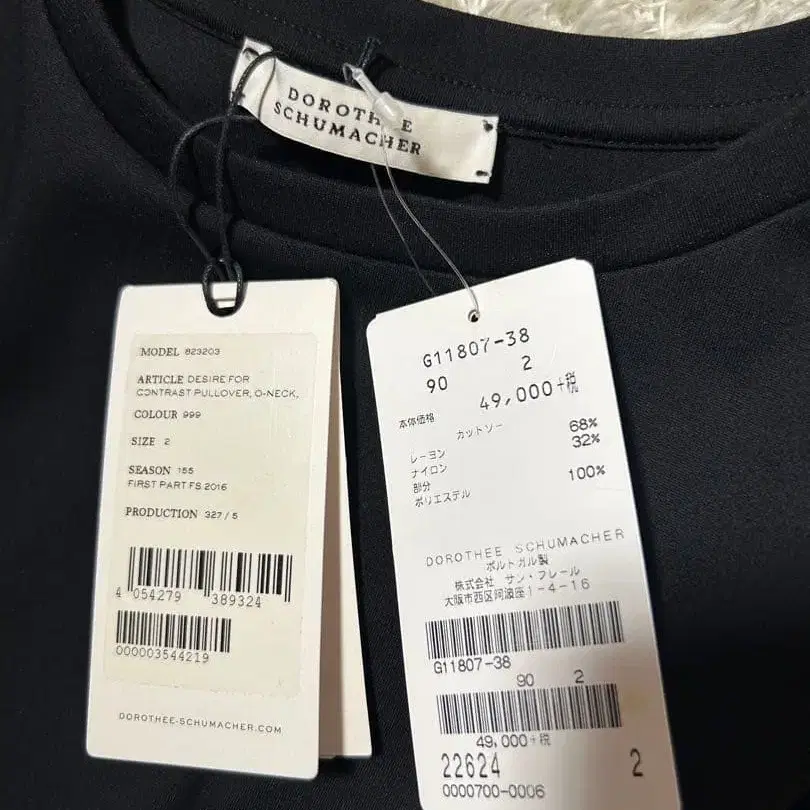 DOROTHEE
SCHUMACHER
MODEL 823203
ARTICLE DESIRE FOR
CONTRAST PULLOVER, O-NECK,
COLOUR 999
SIZE 2
SEASON 155
FIRST PART FS 2016
PRODUCTION 327 / 5
4 054279 389324
000003544219
DOROTHEE-SCHUMACHER.COM
G11807-38
90 2
本体価格 49,000+税
カットソー
レーヨン 68%
ナイロン 32%
部分
ポリエステル 100%
DOROTHEE SCHUMACHER
ポルトガル製
株式会社 サン・フレール
大阪市西区阿波座1-4-16
G11807-38
90 2
49,000+税
22624 2
0000700-0006